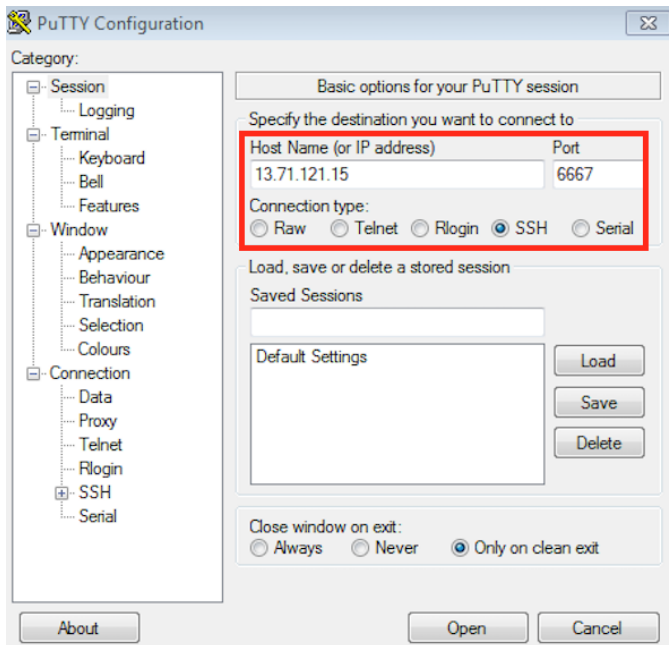 PuTTY Configuration
Category:
Session
Logging
Terminal
Keyboard
Bell
Features
Window
Appearance
Behaviour
Translation
Selection
Colours
Connection
Data
Proxy
Telnet
Rlogin
SSH
Serial
Basic options for your PuTTY session
Specify the destination you want to connect to
Host Name (or IP address) Port
13.71.121.15 6667
Connection type:
Raw Telnet Rlogin SSH Serial
Load, save or delete a stored session
Saved Sessions
Default Settings
Load
Save
Delete
Close window on exit:
Always Never Only on clean exit
About Open Cancel